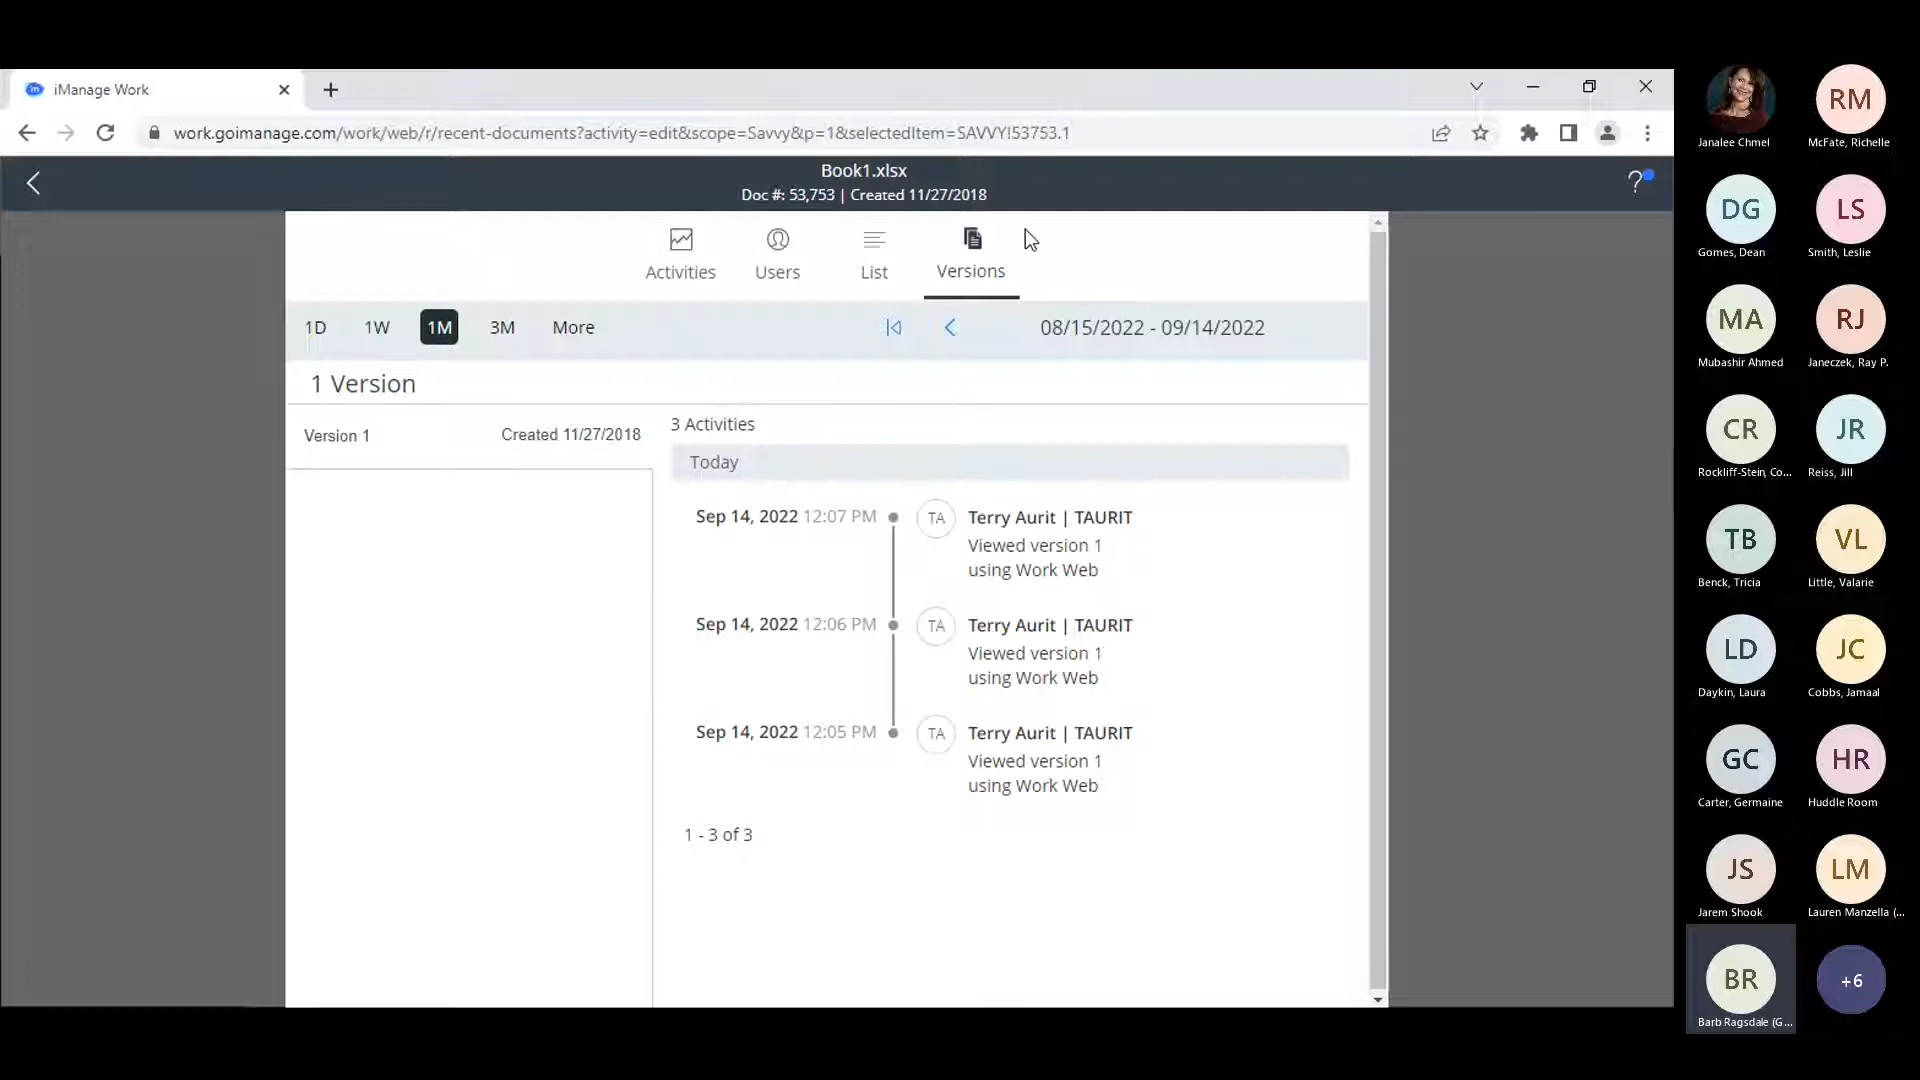 iManage Work
work.goimanage.com/work/web/r/recent-documents?activity=edit&scope=Savvy&p=1&selectedItem=SAVVY!53753.1
Book1.xlsx
Doc #: 53,753 | Created 11/27/2018
?
Activities
Users
List
Versions
1D
1W
1M
3M
More
08/15/2022 - 09/14/2022
1 Version
Version 1
Created 11/27/2018
3 Activities
Today
Sep 14, 2022 12:07 PM
TA
Terry Aurit | TAURIT
Viewed version 1
using Work Web
Sep 14, 2022 12:06 PM
TA
Terry Aurit | TAURIT
Viewed version 1
using Work Web
Sep 14, 2022 12:05 PM
TA
Terry Aurit | TAURIT
Viewed version 1
using Work Web
1 - 3 of 3
Janalee Chmel
RM
McFate, Richelle
DG
Gomes, Dean
LS
Smith, Leslie
MA
Mubashir Ahmed
RJ
Janeczek, Ray P.
CR
Rockliff-Stein, Co...
JR
Reiss, Jill
TB
Benck, Tricia
VL
Little, Valarie
LD
Daykin, Laura
JC
Cobbs, Jamaal
GC
Carter, Germaine
HR
Huddle Room
JS
Jarem Shook
LM
Lauren Manzella (...
BR
Barb Ragsdale (G...
+6